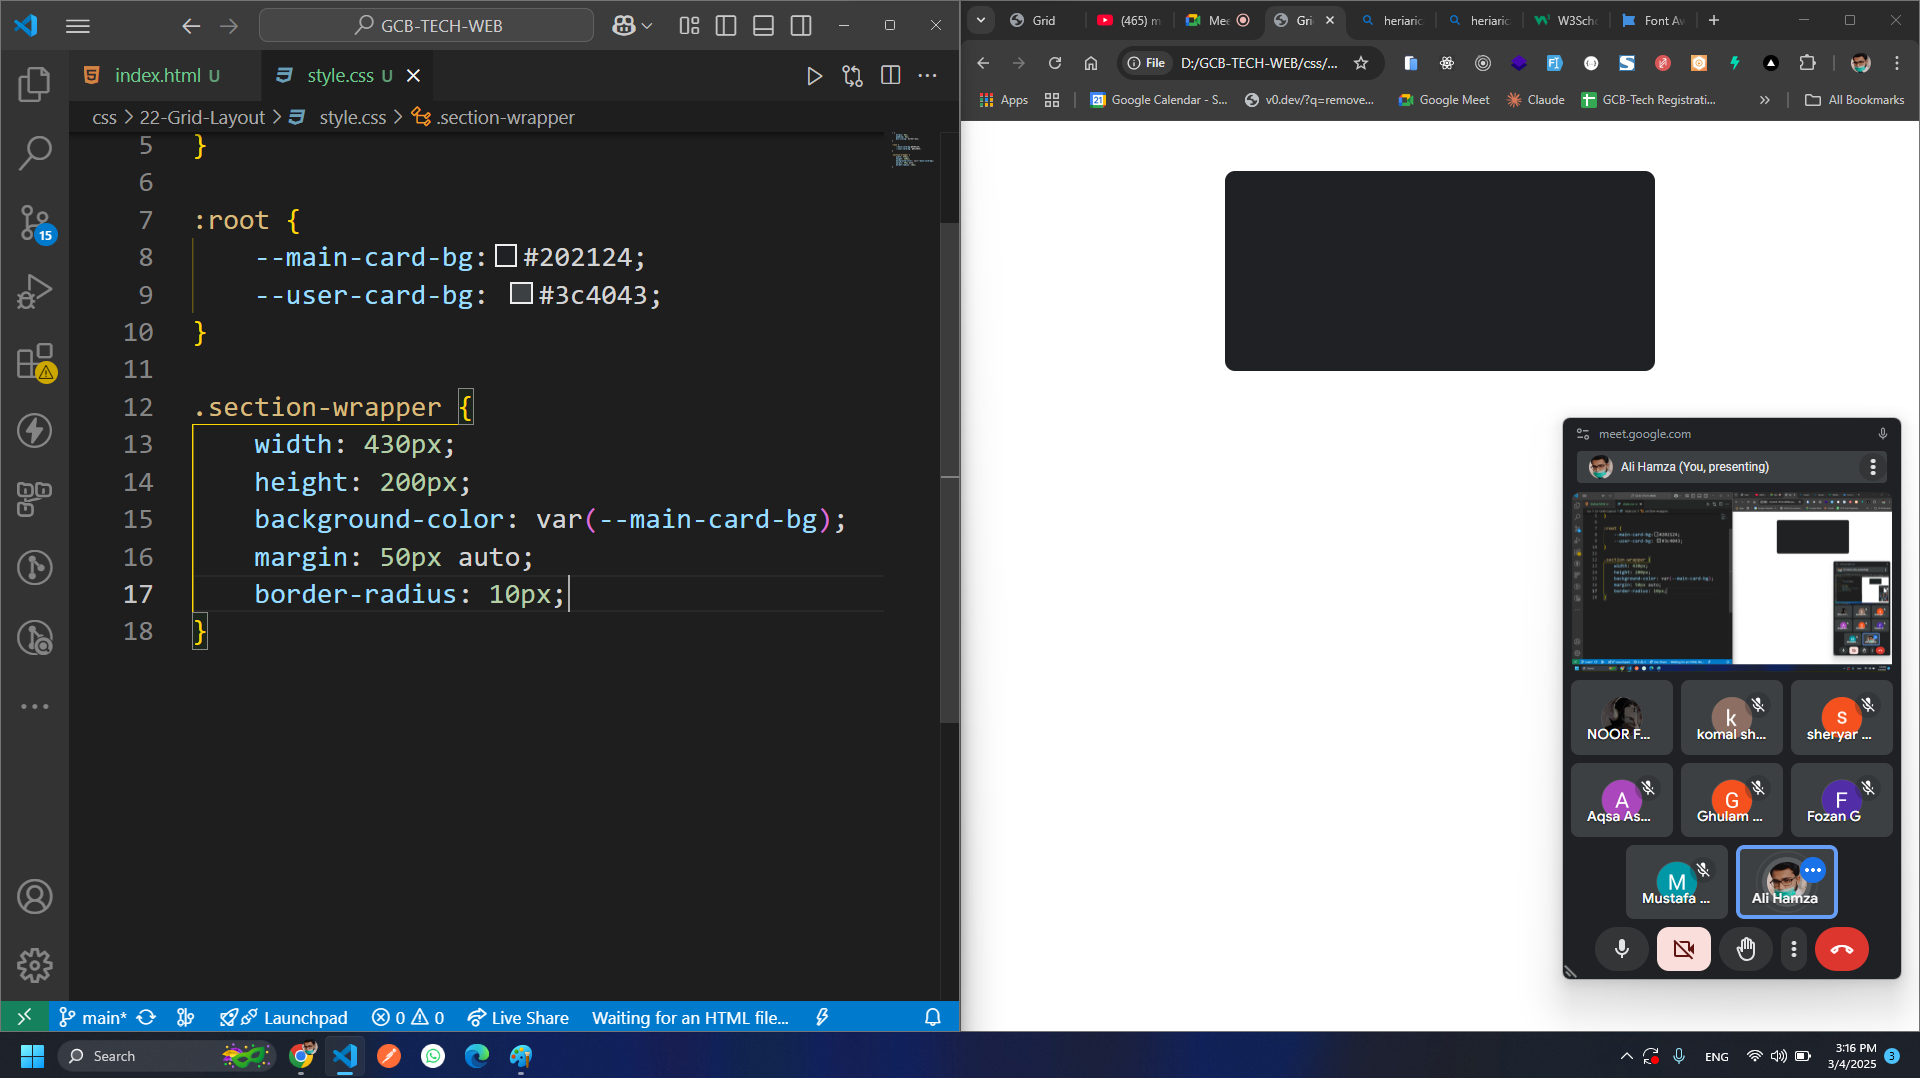 GCB-TECH-WEB
index.html U
style.css U
css > 22-Grid-Layout > style.css > .section-wrapper
5 }
6
7 :root {
8 --main-card-bg: #202124;
9 --user-card-bg: #3c4043;
10 }
11
12 .section-wrapper {
13 width: 430px;
14 height: 200px;
15 background-color: var(--main-card-bg);
16 margin: 50px auto;
17 border-radius: 10px;
18 }
15
main* 0 0 Launchpad Live Share Waiting for an HTML file...
Grid
(465) m
Mee
Gri
heriaric
heriaric
W3Sch
Font Aw
File D:/GCB-TECH-WEB/css/...
Apps
Google Calendar - S...
v0.dev/?q=remove...
Google Meet
Claude
GCB-Tech Registrati...
All Bookmarks
meet.google.com
Ali Hamza (You, presenting)
NOOR F...
k
komal sh...
s
sheryar ...
A
Aqsa As...
G
Ghulam ...
F
Fozan G
M
Mustafa ...
Ali Hamza
Search
ENG
3:16 PM
3/4/2025
3